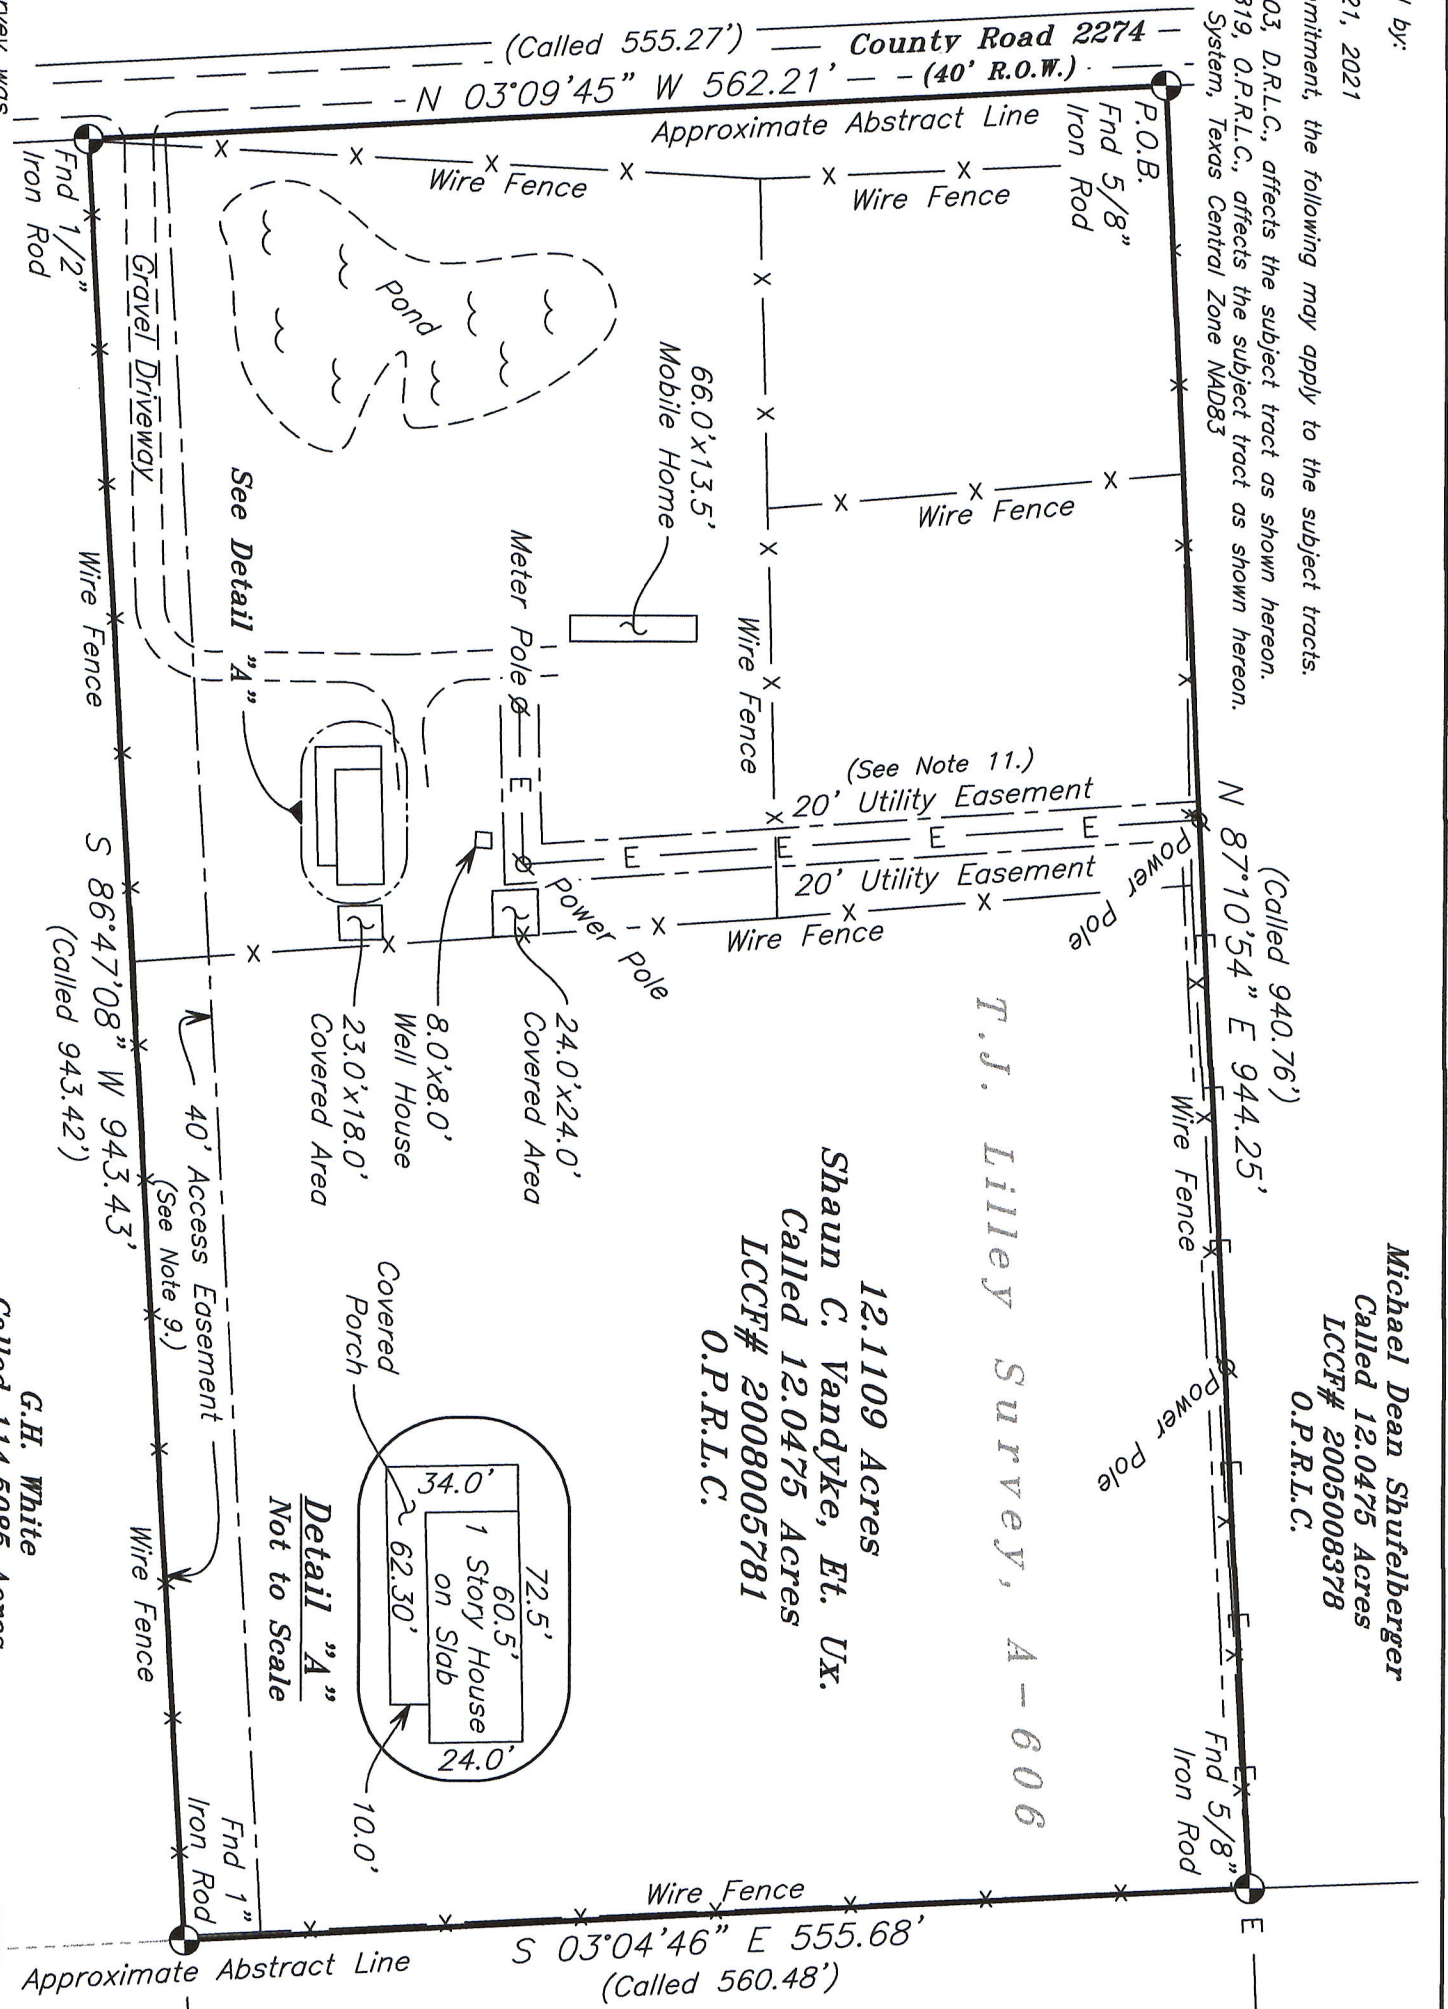 by:
21, 2021
mitment, the following may apply to the subject tracts.
03, D.R.L.C., affects the subject tract as shown hereon.
319, O.P.R.L.C., affects the subject tract as shown hereon.
System, Texas Central Zone NAD83
Michael Dean Shufelberger
Called 12.0475 Acres
LCCF# 200508378
O.P.R.L.C.
(Called 940.76')
N 87°10'54" E 944.25'
P.O.B.
Fnd 5/8"
Iron Rod
Power Pole
Wire Fence
Power Pole
Fnd 5/8"
Iron Rod
E
County Road 2274
(40' R.O.W.)
(Called 555.27')
N 03°09'45" W 562.21'
Approximate Abstract Line
Wire Fence
Wire Fence
Wire Fence
Wire Fence
(See Note 11.)
20' Utility Easement
20' Utility Easement
E
E
E
E
E
Wire Fence
T.J. Lilley Survey, A-606
12.1109 Acres
Shaun C. Vandyke, Et. Ux.
Called 12.0475 Acres
LCCF# 2008005781
O.P.R.L.C.
66.0'x13.5'
Mobile Home
pond
Meter Pole
power pole
24.0'x24.0'
Covered Area
8.0'x8.0'
Well House
23.0'x18.0'
Covered Area
See Detail "A"
72.5'
60.5'
1 Story House
on Slab
34.0'
24.0'
62.30'
10.0'
Covered
Porch
Detail "A"
Not to Scale
Gravel Driveway
40' Access Easement
(See Note 9.)
Fnd 1/2"
Iron Rod
Wire Fence
S 86°47'08" W 943.43'
(Called 943.42')
Wire Fence
Fnd 1"
Iron Rod
Wire Fence
S 03°04'46" E 555.68'
(Called 560.48')
Approximate Abstract Line
G.H. White